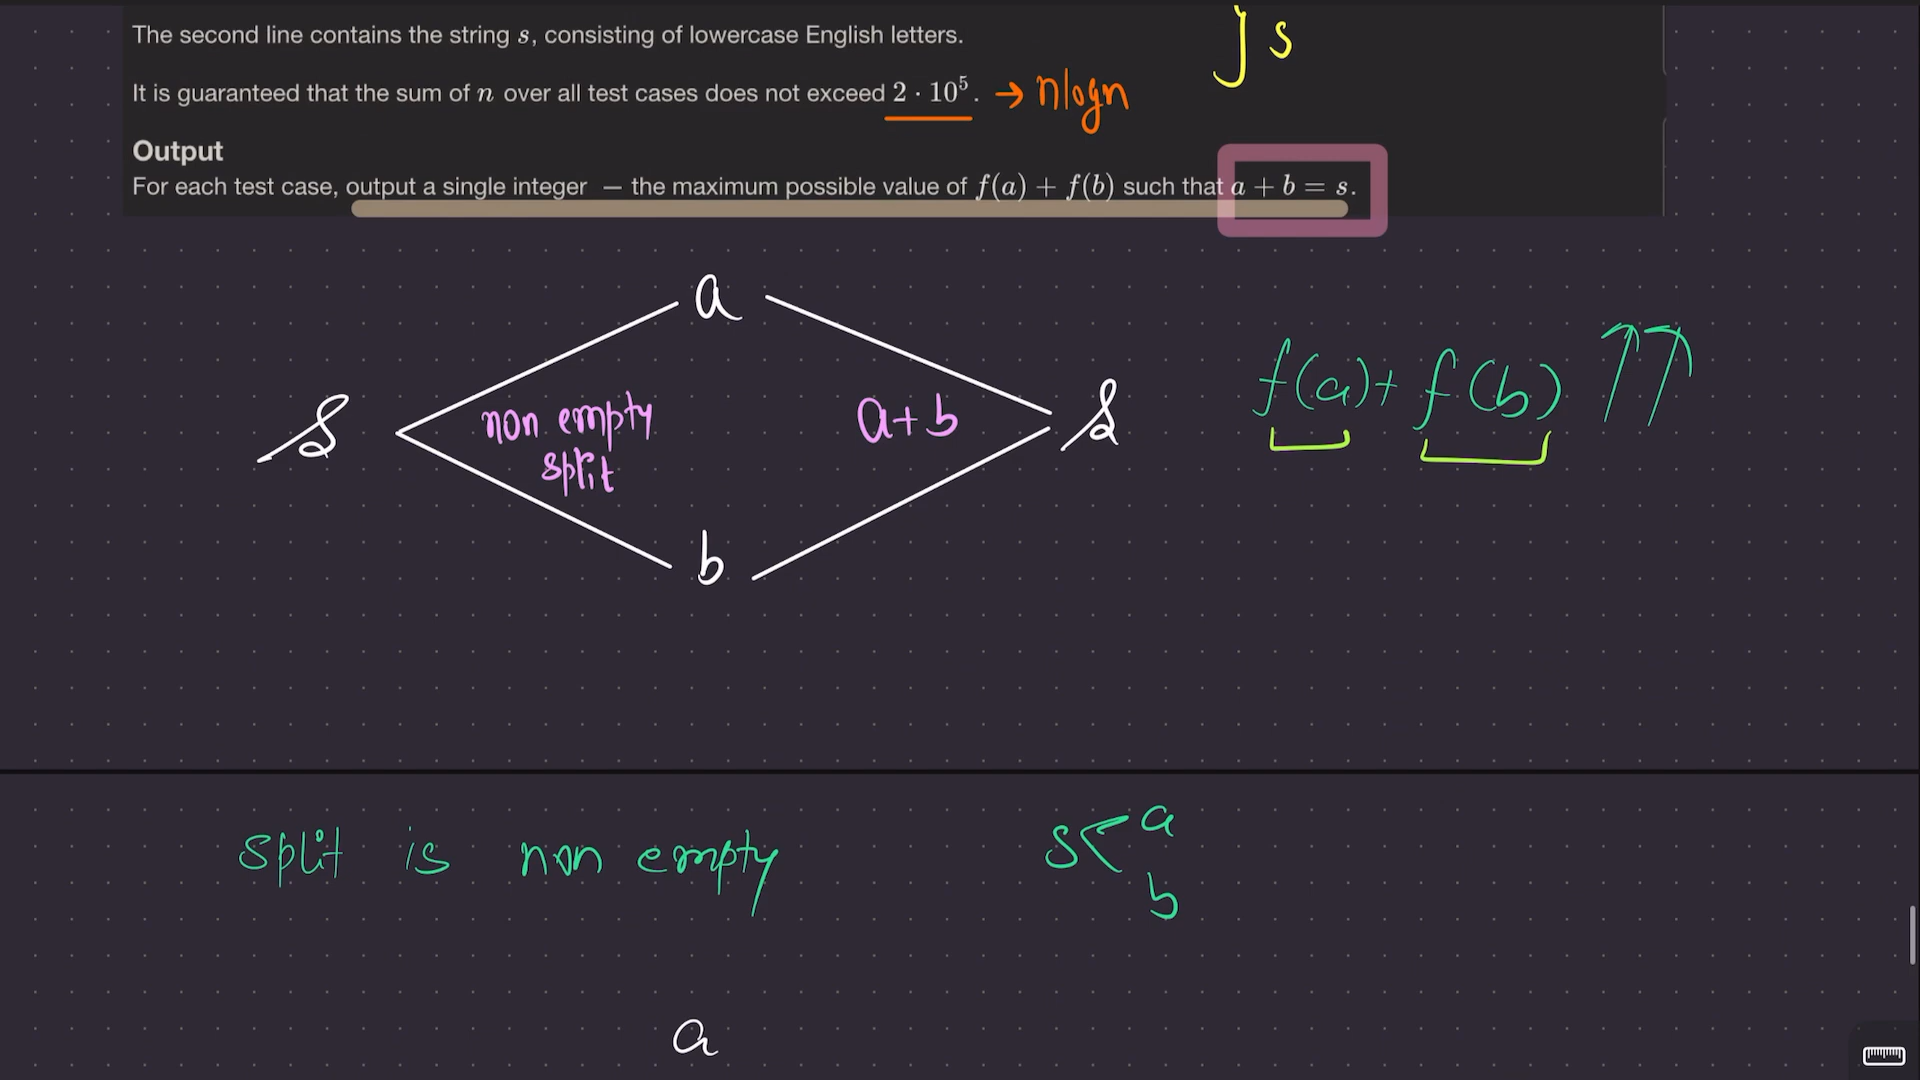 The second line contains the string s, consisting of lowercase English letters.
s
It is guaranteed that the sum of n over all test cases does not exceed 2 · 10^5. → nlogn
Output
For each test case, output a single integer — the maximum possible value of f(a) + f(b) such that a + b = s.
a
f(a) + f(b) ↑↑
S
non empty
split
a+b
S
b
split is non empty
s < a
b
a